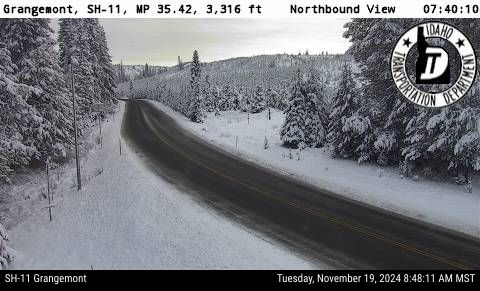 Grangemont, SH-11, MP 35.42, 3,316 ft Northbound View 07:40:10
IDAHO
TRANSPORTATION DEPARTMENT
SH-11 Grangemont Tuesday, November 19, 2024 8:48:11 AM MST